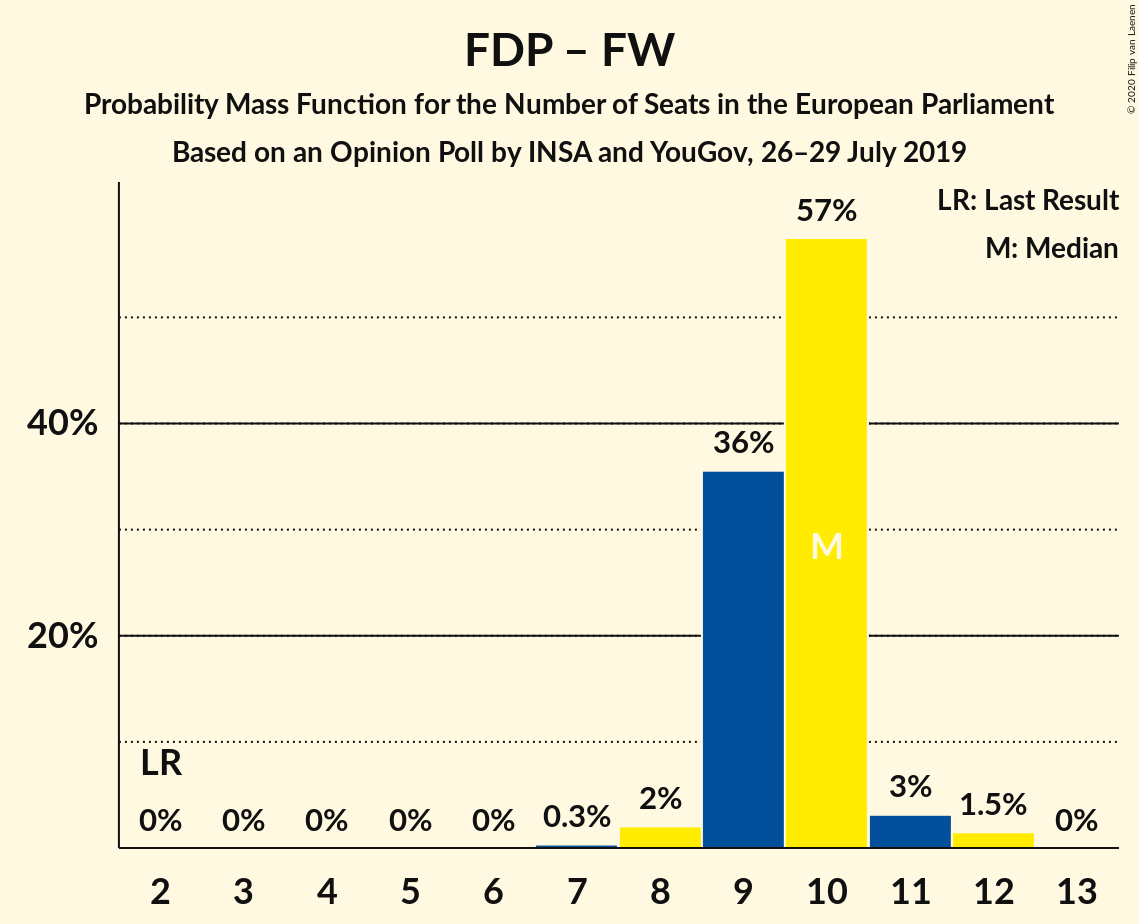 FDP – FW
Probability Mass Function for the Number of Seats in the European Parliament
Based on an Opinion Poll by INSA and YouGov, 26–29 July 2019
© 2020 Filip van Laenen
LR: Last Result
M: Median
57%
40%
36%
M
20%
LR
0% 0% 0% 0% 0% 0.3% 2% 3% 1.5% 0%
2 3 4 5 6 7 8 9 10 11 12 13